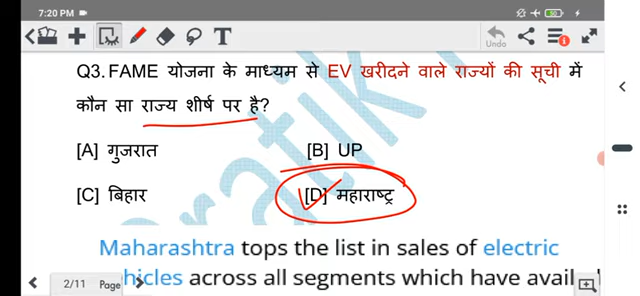 7:20 PM
50
Undo
Q3. FAME योजना के माध्यम से EV खरीदने वाले राज्यों की सूची में
कौन सा राज्य शीर्ष पर है?
[A] गुजरात
[B] UP
[C] बिहार
[D] महाराष्ट्र
Maharashtra tops the list in sales of electric
hicles across all segments which have avail
2/11 Page